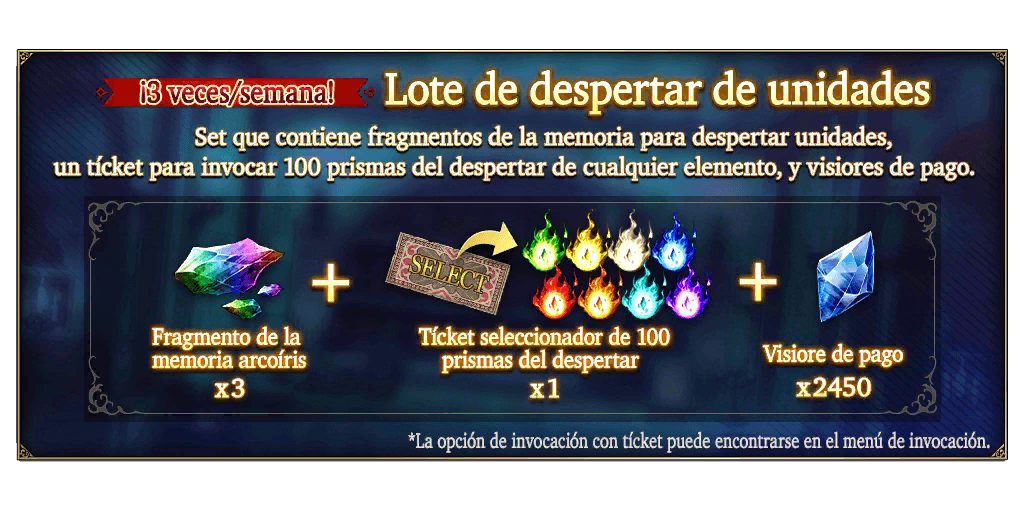 ¡3 veces/semana!
Lote de despertar de unidades
Set que contiene fragmentos de la memoria para despertar unidades,
un tícket para invocar 100 prismas del despertar de cualquier elemento, y visiores de pago.
SELECT
Fragmento de la
memoria arcoíris
x3
+
Tícket seleccionador de 100
prismas del despertar
x1
+
Visiore de pago
x2450
*La opción de invocación con tícket puede encontrarse en el menú de invocación.